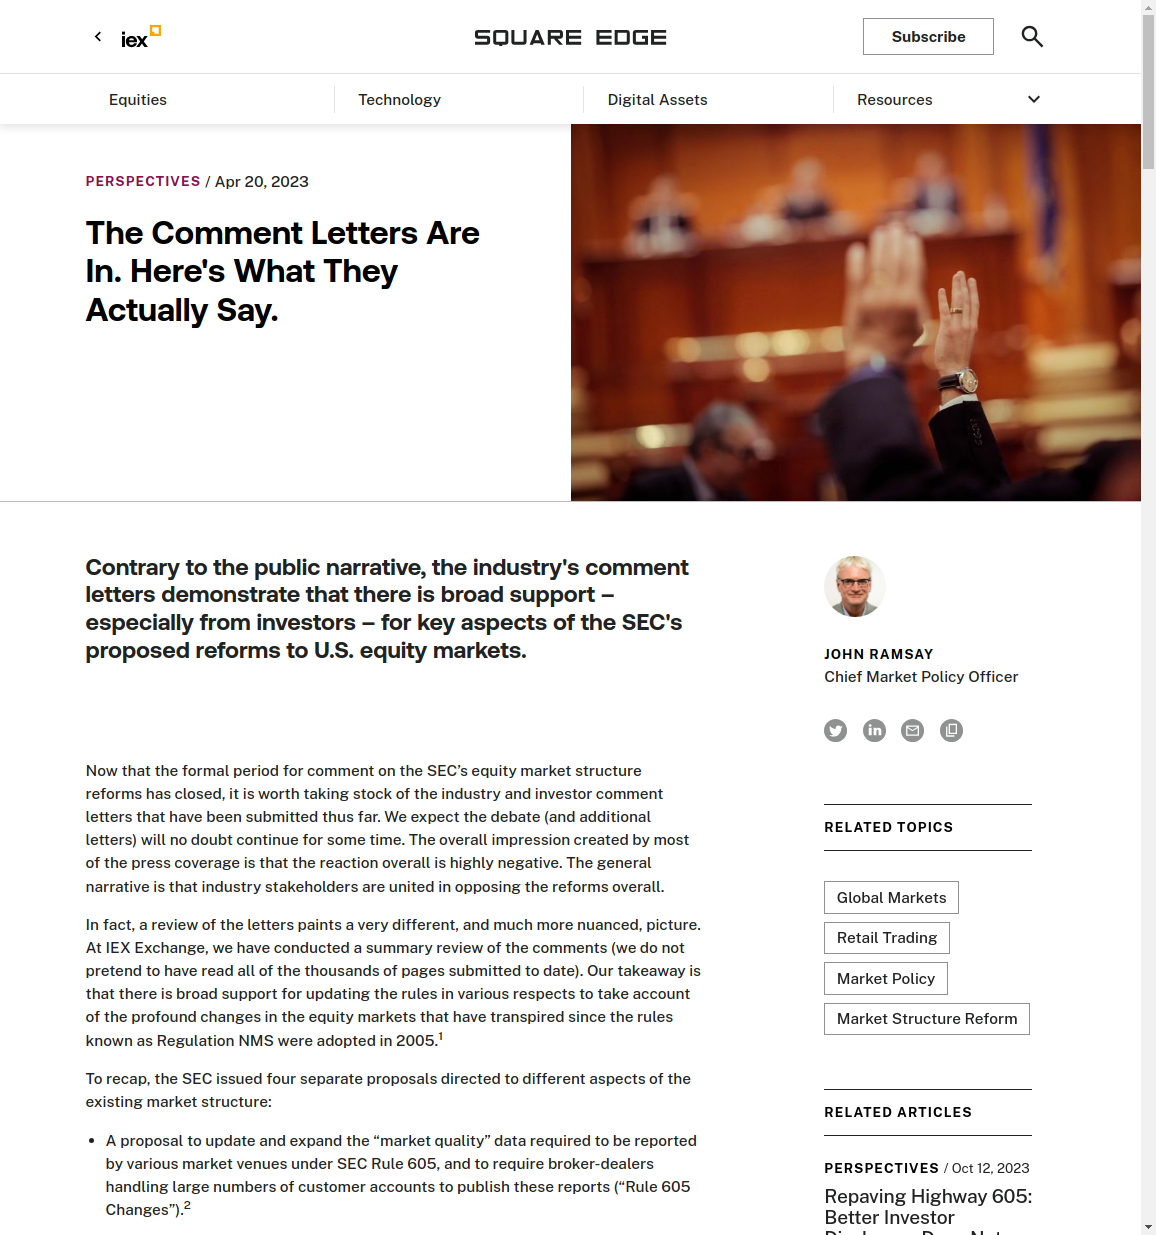 iex
SQUARE EDGE
Subscribe
Equities
Technology
Digital Assets
Resources
PERSPECTIVES / Apr 20, 2023
The Comment Letters Are
In. Here's What They
Actually Say.
Contrary to the public narrative, the industry's comment
letters demonstrate that there is broad support –
especially from investors – for key aspects of the SEC's
proposed reforms to U.S. equity markets.
JOHN RAMSAY
Chief Market Policy Officer
in
Now that the formal period for comment on the SEC’s equity market structure
reforms has closed, it is worth taking stock of the industry and investor comment
letters that have been submitted thus far. We expect the debate (and additional
letters) will no doubt continue for some time. The overall impression created by most
of the press coverage is that the reaction overall is highly negative. The general
narrative is that industry stakeholders are united in opposing the reforms overall.
In fact, a review of the letters paints a very different, and much more nuanced, picture.
At IEX Exchange, we have conducted a summary review of the comments (we do not
pretend to have read all of the thousands of pages submitted to date). Our takeaway is
that there is broad support for updating the rules in various respects to take account
of the profound changes in the equity markets that have transpired since the rules
known as Regulation NMS were adopted in 2005.1
To recap, the SEC issued four separate proposals directed to different aspects of the
existing market structure:
• A proposal to update and expand the “market quality” data required to be reported
by various market venues under SEC Rule 605, and to require broker-dealers
handling large numbers of customer accounts to publish these reports (“Rule 605
Changes”).2
RELATED TOPICS
Global Markets
Retail Trading
Market Policy
Market Structure Reform
RELATED ARTICLES
PERSPECTIVES / Oct 12, 2023
Repaving Highway 605:
Better Investor